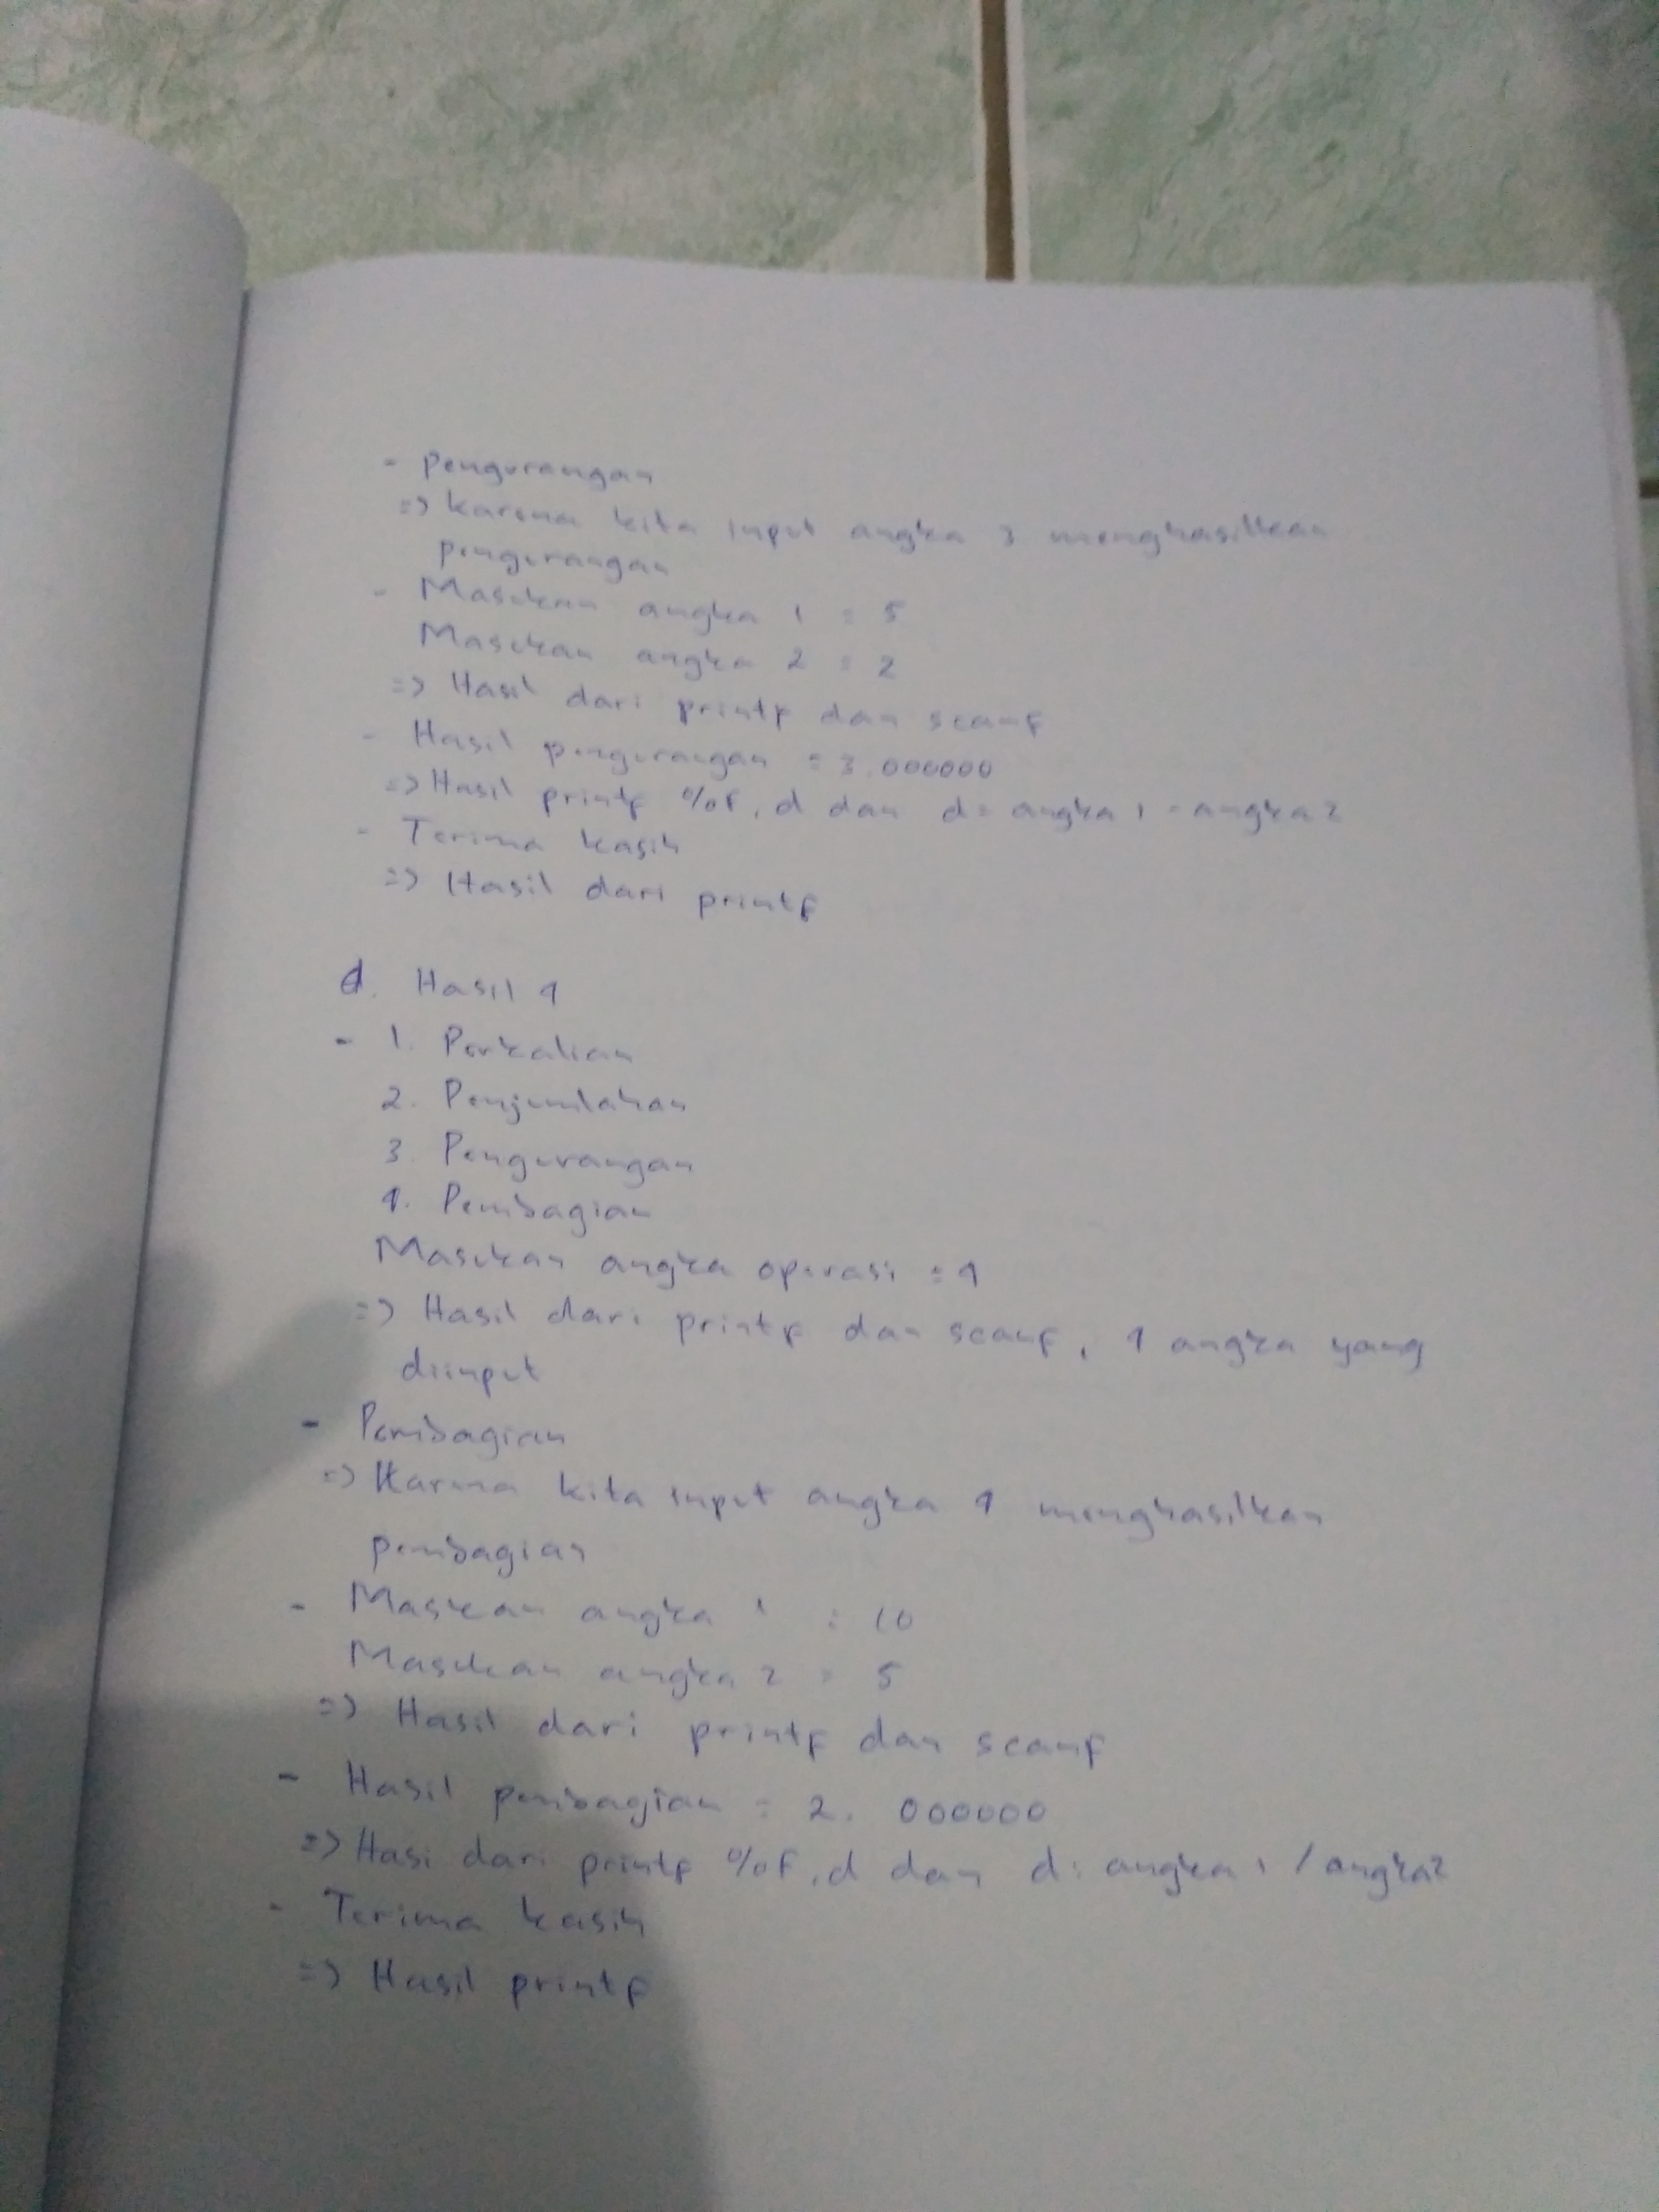 - Pengurangan
=> karena kita input angka 3 menghasilkan
pengurangan
- Masukan angka 1 = 5
Masukan angka 2 = 2
=> Hasil dari printf dan scanf
- Hasil pengurangan = 3.000000
=> Hasil printf %f, d dan d = angka 1 - angka 2
- Terima kasih
=> Hasil dari printf
d. Hasil 4
- 1. Perkalian
2. Penjumlahan
3. Pengurangan
4. Pembagian
Masukan angka operasi = 4
=> Hasil dari printf dan scanf, 4 angka yang
diinput
- Pembagian
=> Karena kita input angka 4 menghasilkan
pembagian
- Masukan angka 1 = 10
Masukan angka 2 = 5
=> Hasil dari printf dan scanf
- Hasil pembagian = 2.000000
=> Hasi dari printf %f, d dan d = angka 1 / angka 2
- Terima kasih
=> Hasil printf